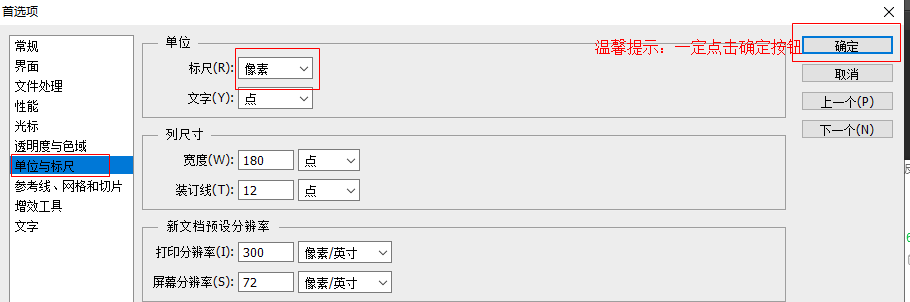 首选项
常规
界面
文件处理
性能
光标
透明度与色域
单位与标尺
参考线、网格和切片
增效工具
文字
单位
标尺(R): 像素
文字(Y): 点
列尺寸
宽度(W): 180 点
装订线(T): 12 点
新文档预设分辨率
打印分辨率(I): 300 像素/英寸
屏幕分辨率(S): 72 像素/英寸
温馨提示：一定点击确定按钮
确定
取消
上一个(P)
下一个(N)